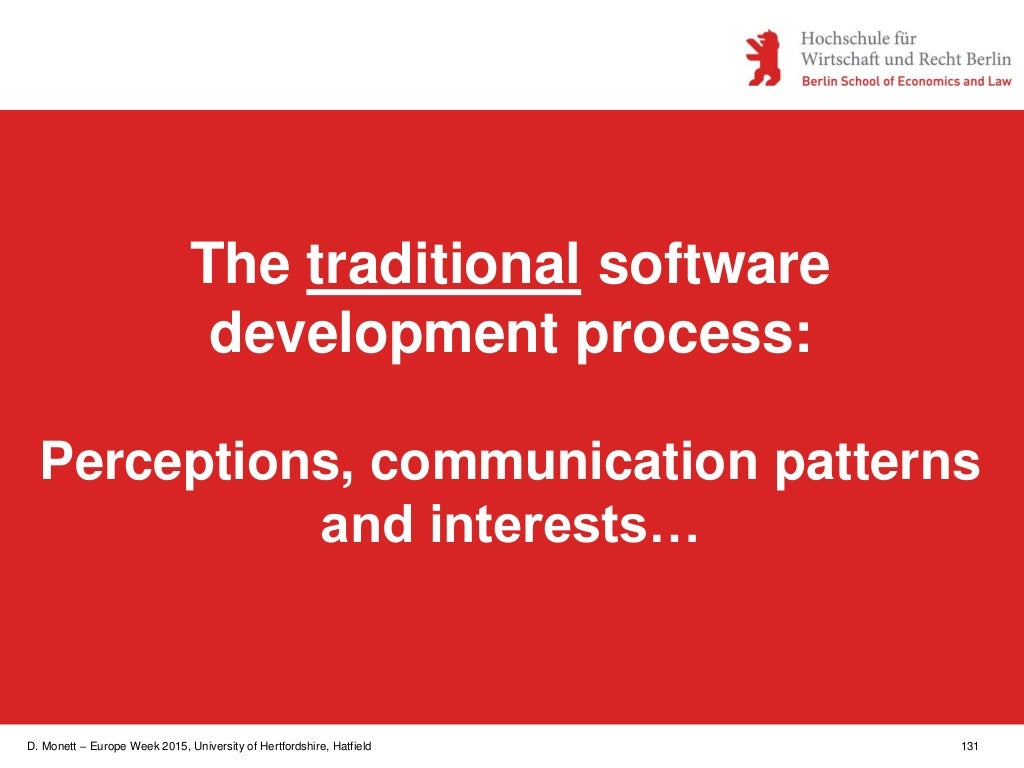 Hochschule für
Wirtschaft und Recht Berlin
Berlin School of Economics and Law
The traditional software
development process:
Perceptions, communication patterns
and interests…
D. Monett – Europe Week 2015, University of Hertfordshire, Hatfield
131